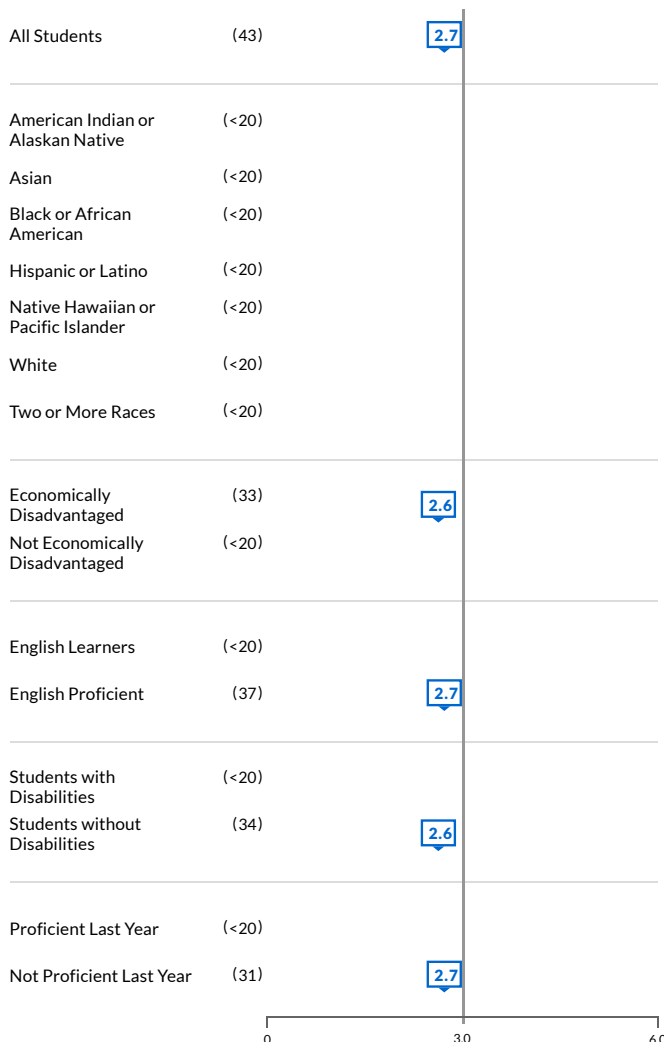 All Students (43) 2.7
American Indian or (<20)
Alaskan Native
Asian (<20)
Black or African (<20)
American
Hispanic or Latino (<20)
Native Hawaiian or (<20)
Pacific Islander
White (<20)
Two or More Races (<20)
Economically (33) 2.6
Disadvantaged
Not Economically (<20)
Disadvantaged
English Learners (<20)
English Proficient (37) 2.7
Students with (<20)
Disabilities
Students without (34) 2.6
Disabilities
Proficient Last Year (<20)
Not Proficient Last Year (31) 2.7
0 3.0 6.0